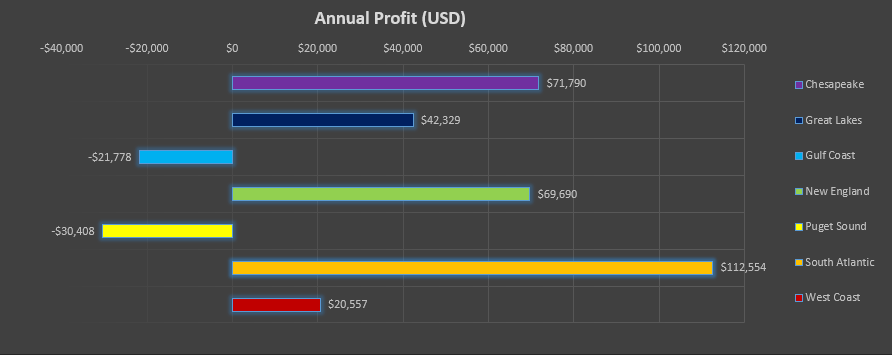 Annual Profit (USD)
-$40,000 -$20,000 $0 $20,000 $40,000 $60,000 $80,000 $100,000 $120,000
$71,790 Chesapeake
$42,329 Great Lakes
-$21,778 Gulf Coast
$69,690 New England
-$30,408 Puget Sound
$112,554 South Atlantic
$20,557 West Coast